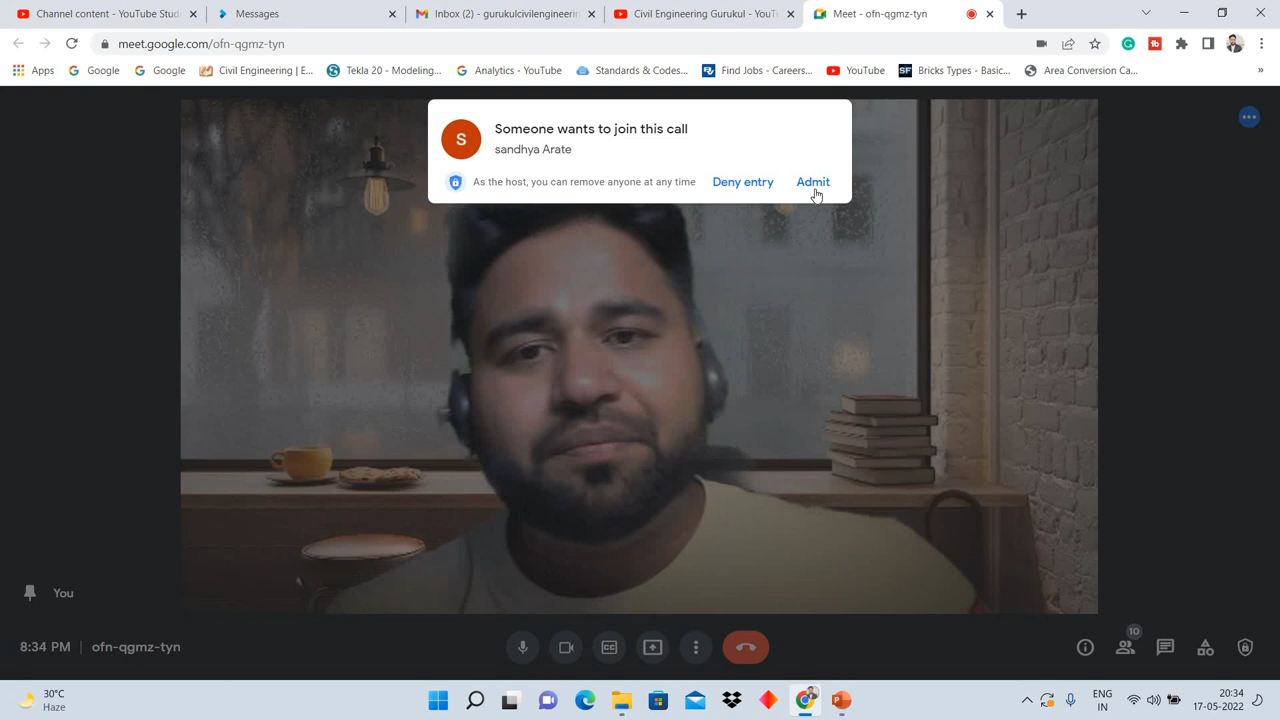 Channel content - YouTube Studi
Messages
Inbox (2) - gurukulcivilengineerin
Civil Engineering Gurukul - YouTu
Meet - ofn-qgmz-tyn
meet.google.com/ofn-qgmz-tyn
Apps
Google
Google
Civil Engineering | E...
Tekla 20 - Modeling...
Analytics - YouTube
Standards & Codes...
Find Jobs - Careers...
YouTube
SF
Bricks Types - Basic...
Area Conversion Ca...
»
S
Someone wants to join this call
sandhya Arate
As the host, you can remove anyone at any time
Deny entry
Admit
You
8:34 PM | ofn-qgmz-tyn
CC
10
30°C
Haze
ENG
IN
20:34
17-05-2022